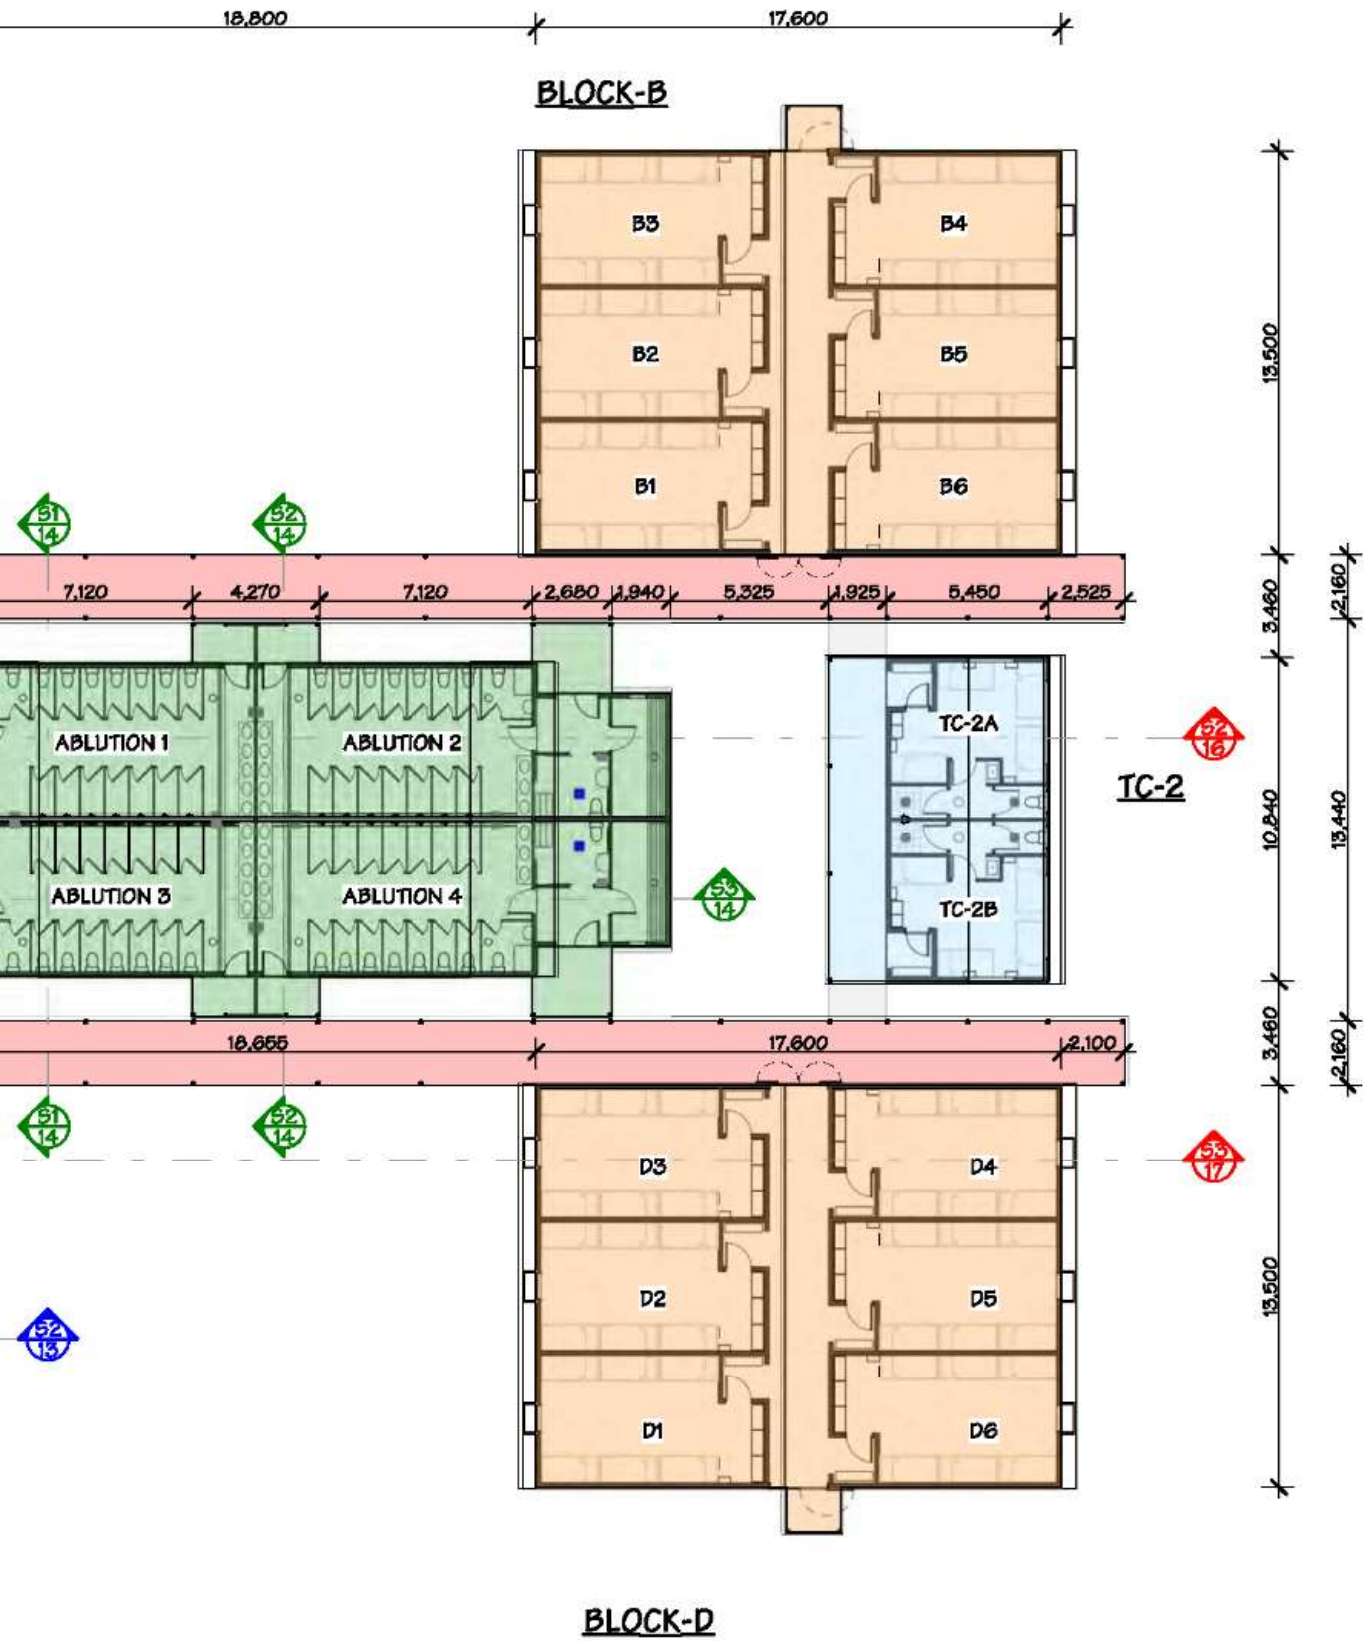 18,800 17,600
BLOCK-B
B3 B4
B2 B5
B1 B6
13,500
S1 14
S2 14
7,120 4,270 7,120 2,680 1,940 5,325 1,925 5,450 2,525
3,460 2,160
ABLUTION 1 ABLUTION 2
TC-2A
S2 16
TC-2
10,840 13,440
ABLUTION 3 ABLUTION 4
S3 14
TC-2B
3,460 2,160
18,655 17,600 2,100
S1 14
S2 14
D3 D4
S3 17
D2 D5
13,500
S2 13
D1 D6
BLOCK-D